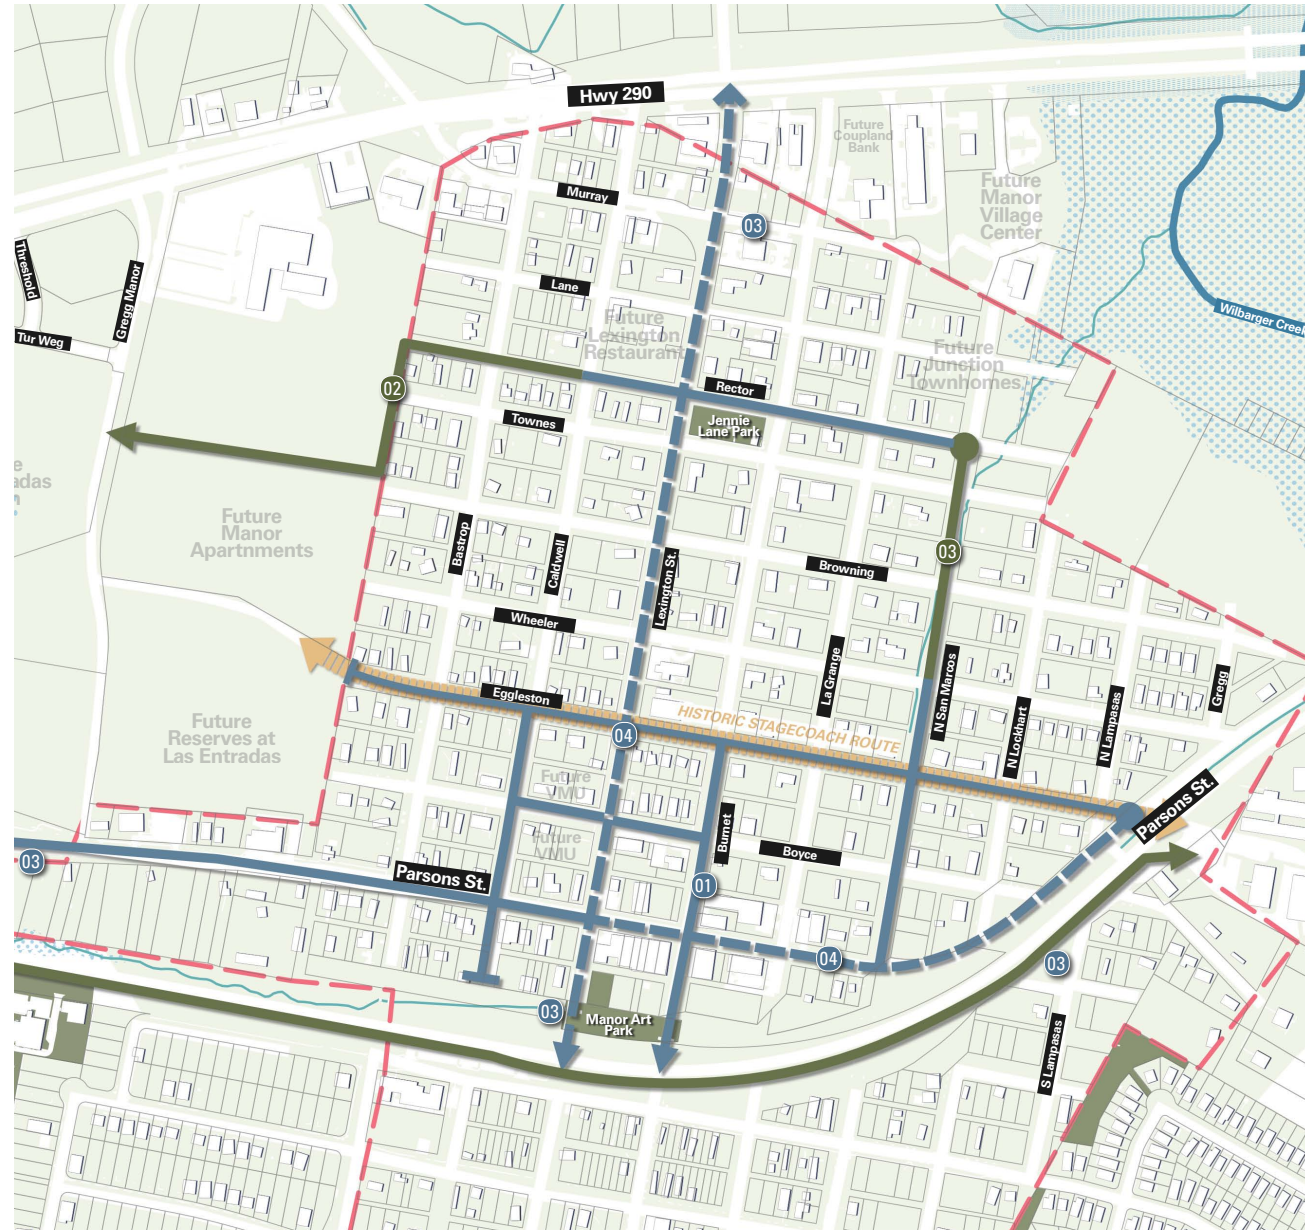 Hwy 290
Future
Coupland
Bank
Murray
Future
Manor
Village
Center
03
Threshold
Gregg Manor
Lane
Wilbarger Creek
Tur Weg
Future
Lexington
Restaurant
Future
Junction
Townhomes
02
Rector
Townes
Jennie
Lane Park
adas
Future
Manor
Apartnments
Bastrop
Caldwell
Lexington St.
Browning
03
Wheeler
La Grange
N San Marcos
Gregg
Eggleston
HISTORIC STAGECOACH ROUTE
N Lockhart
N Lampasas
Future
Reserves at
Las Entradas
04
Future
VMU
Parsons St.
Burnet
Future
VMU
Boyce
03
Parsons St.
01
04
03
03
Manor Art
Park
S Lampasas